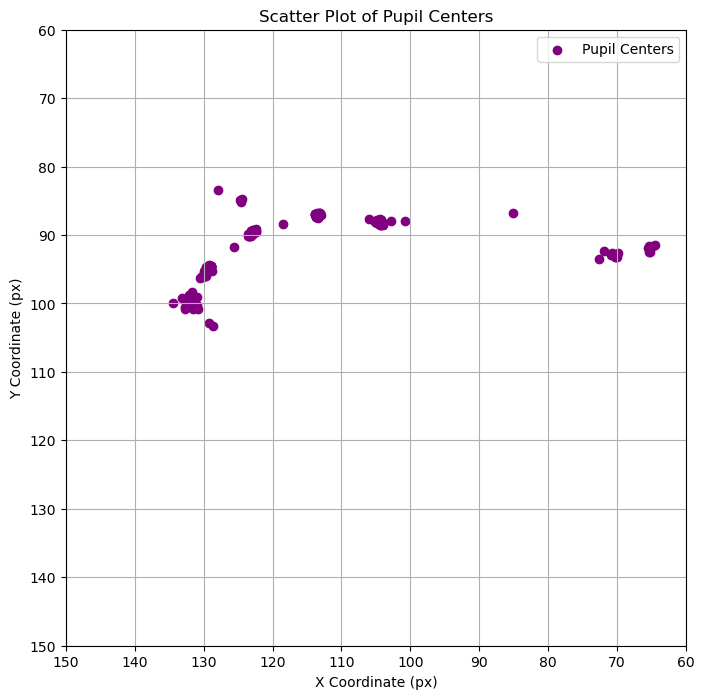 Scatter Plot of Pupil Centers
Pupil Centers
60
70
80
90
100
110
120
130
140
150
Y Coordinate (px)
150 140 130 120 110 100 90 80 70 60
X Coordinate (px)